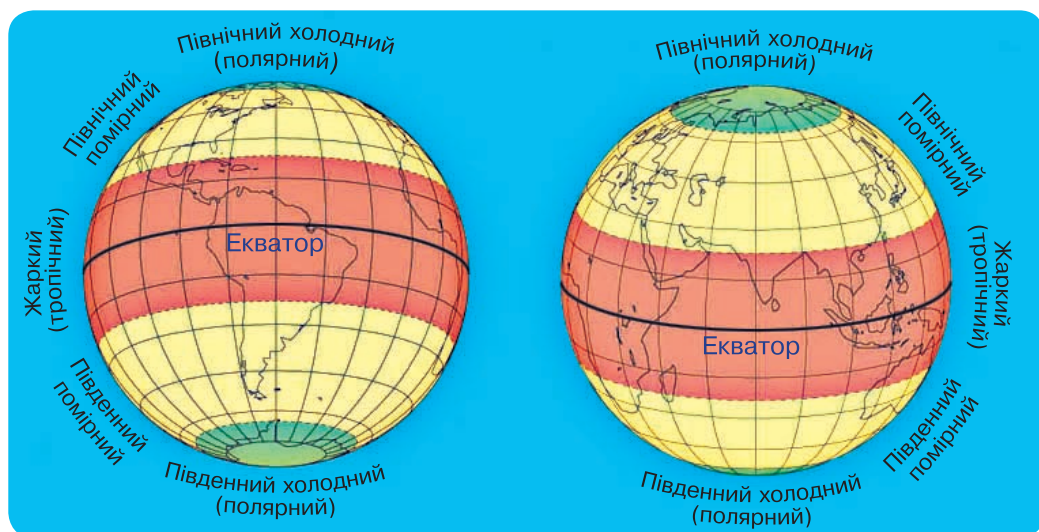 Північний холодний
(полярний)
Північний
помірний
Жаркий
(тропічний)
Екватор
Південний
помірний
Південний холодний
(полярний)
Північний холодний
(полярний)
Північний
помірний
Жаркий
(тропічний)
Екватор
Південний
помірний
Південний холодний
(полярний)